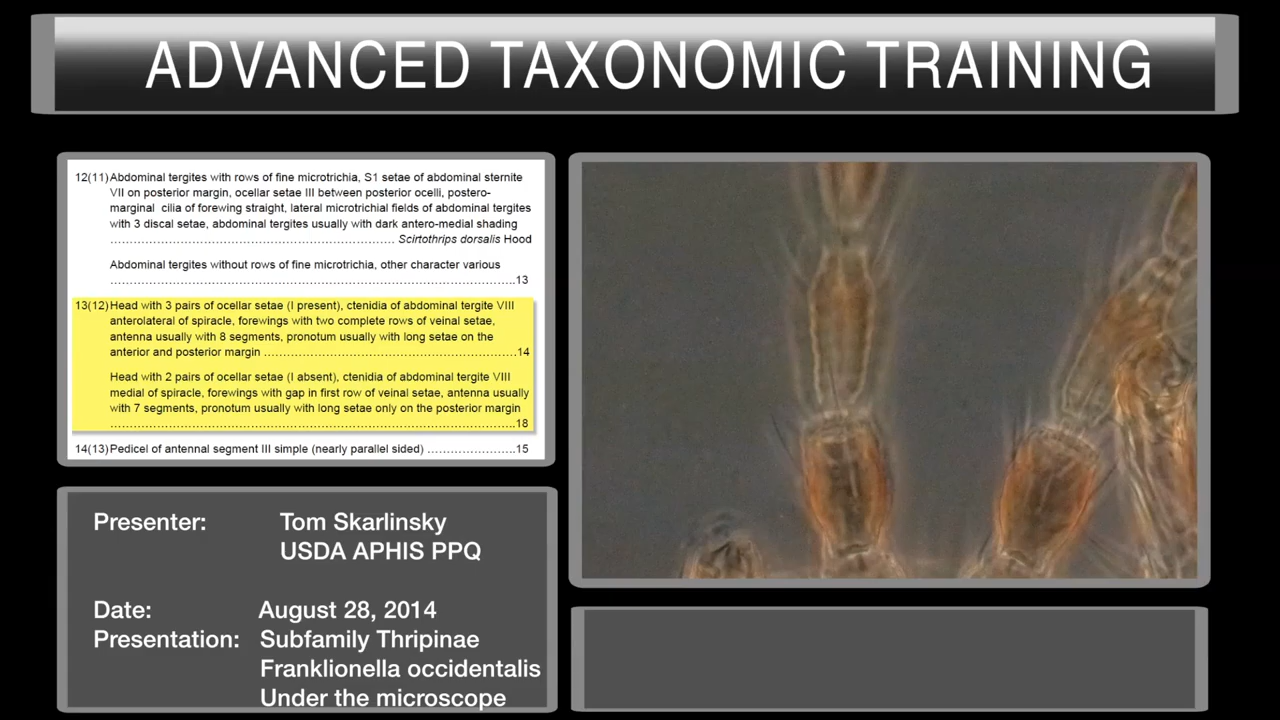 ADVANCED TAXONOMIC TRAINING
12(11) Abdominal tergites with rows of fine microtrichia, S1 setae of abdominal sternite
VII on posterior margin, ocellar setae III between posterior ocelli, postero-
marginal cilia of forewing straight, lateral microtrichial fields of abdominal tergites
with 3 discal setae, abdominal tergites usually with dark antero-medial shading
.................................................................... Scirtothrips dorsalis Hood
Abdominal tergites without rows of fine microtrichia, other character various
.................................................................................................13
13(12) Head with 3 pairs of ocellar setae (I present), ctenidia of abdominal tergite VIII
anterolateral of spiracle, forewings with two complete rows of veinal setae,
antenna usually with 8 segments, pronotum usually with long setae on the
anterior and posterior margin ............................................................14
Head with 2 pairs of ocellar setae (I absent), ctenidia of abdominal tergite VIII
medial of spiracle, forewings with gap in first row of veinal setae, antenna usually
with 7 segments, pronotum usually with long setae only on the posterior margin
.................................................................................................18
14(13) Pedicel of antennal segment III simple (nearly parallel sided) .....................15
Presenter: Tom Skarlinsky
USDA APHIS PPQ
Date: August 28, 2014
Presentation: Subfamily Thripinae
Franklionella occidentalis
Under the microscope